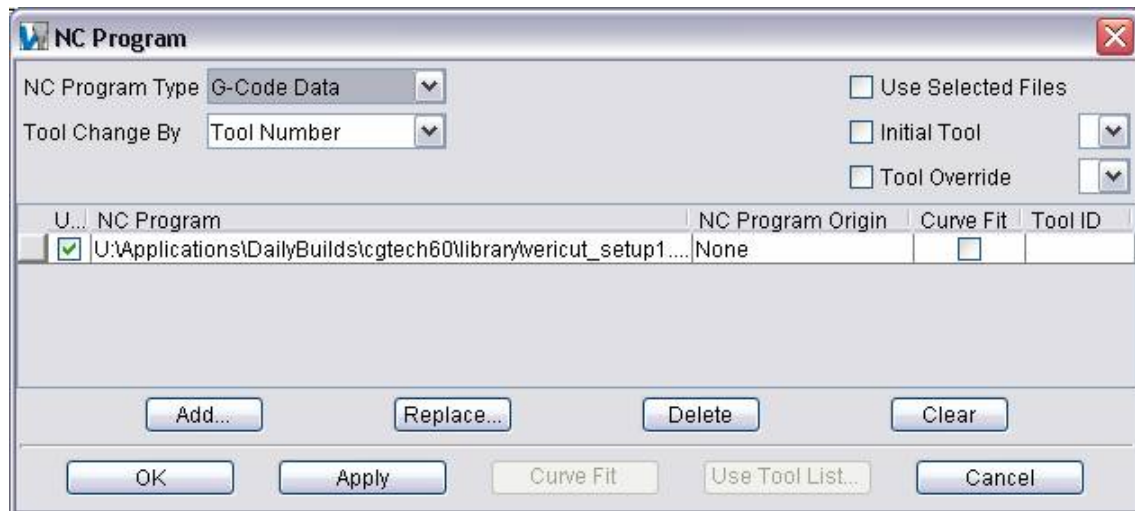 NC Program
NC Program Type G-Code Data Use Selected Files
Tool Change By Tool Number Initial Tool
Tool Override
U... NC Program NC Program Origin Curve Fit Tool ID
U:\Applications\DailyBuilds\cgtech60\library\vericut_setup1.... None
Add... Replace... Delete Clear
OK Apply Curve Fit Use Tool List... Cancel